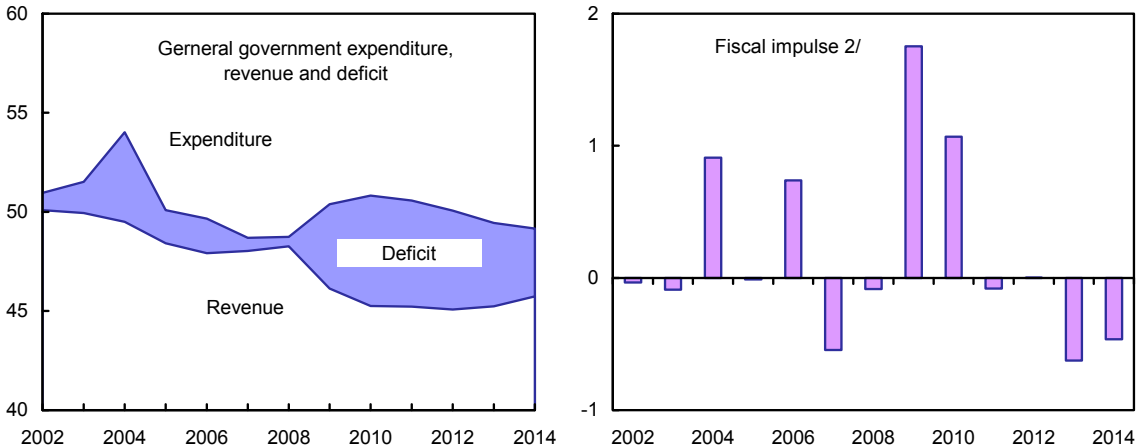 60
55
50
45
40
Gerneral government expenditure,
revenue and deficit
Expenditure
Deficit
Revenue
2002 2004 2006 2008 2010 2012 2014
2
1
0
-1
Fiscal impulse 2/
2002 2004 2006 2008 2010 2012 2014